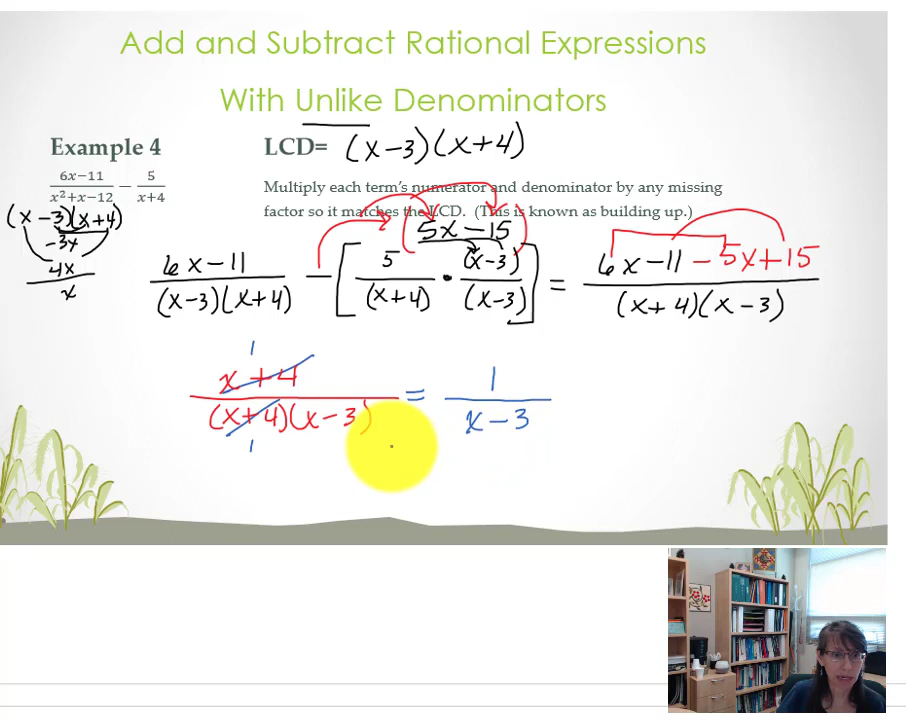 Add and Subtract Rational Expressions
With Unlike Denominators
Example 4
6x−11 / x²+x−12 − 5 / x+4
LCD= (x−3)(x+4)
Multiply each term's numerator and denominator by any missing
factor so it matches the LCD. (This is known as building up.)
(x −3)(x+4)
−3x
4x
x
(5x −15)
6x−11 / (x−3)(x+4) − [5 / (x+4) • (x−3) / (x−3)] = 6x−11 −5x+15 / (x+4)(x−3)
1
x+4 / (x+4)(x−3) = 1 / x−3
1